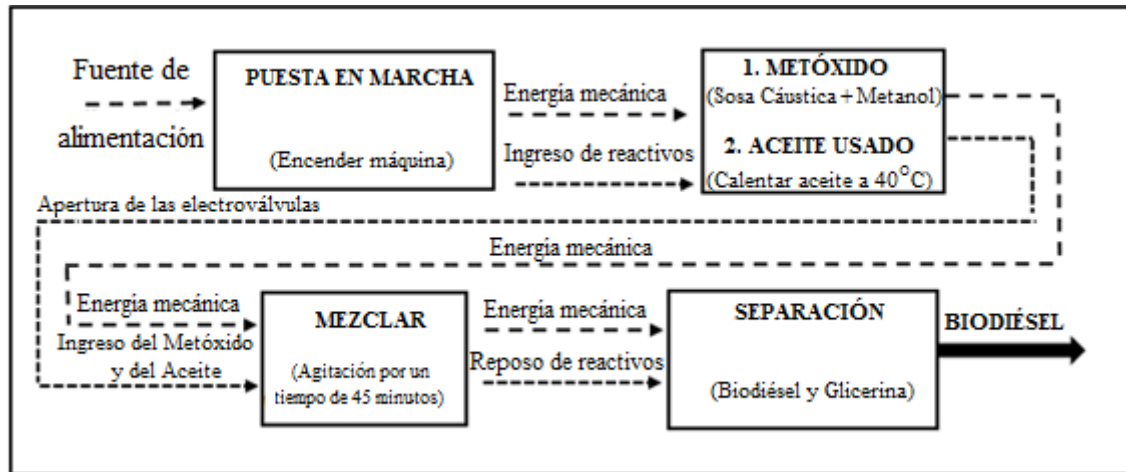 Fuente de
alimentación
PUESTA EN MARCHA
(Encender máquina)
Energía mecánica
Ingreso de reactivos
1. METÓXIDO
(Sosa Cáustica+Metanol)
2. ACEITE USADO
(Calentar aceite a 40°C)
Apertura de las electroválvulas
Energía mecánica
Energía mecánica
Ingreso del Metóxido
y del Aceite
MEZCLAR
(Agitación por un
tiempo de 45 minutos)
Energía mecánica
Reposo de reactivos
SEPARACIÓN
(Biodiésel y Glicerina)
BIODIÉSEL